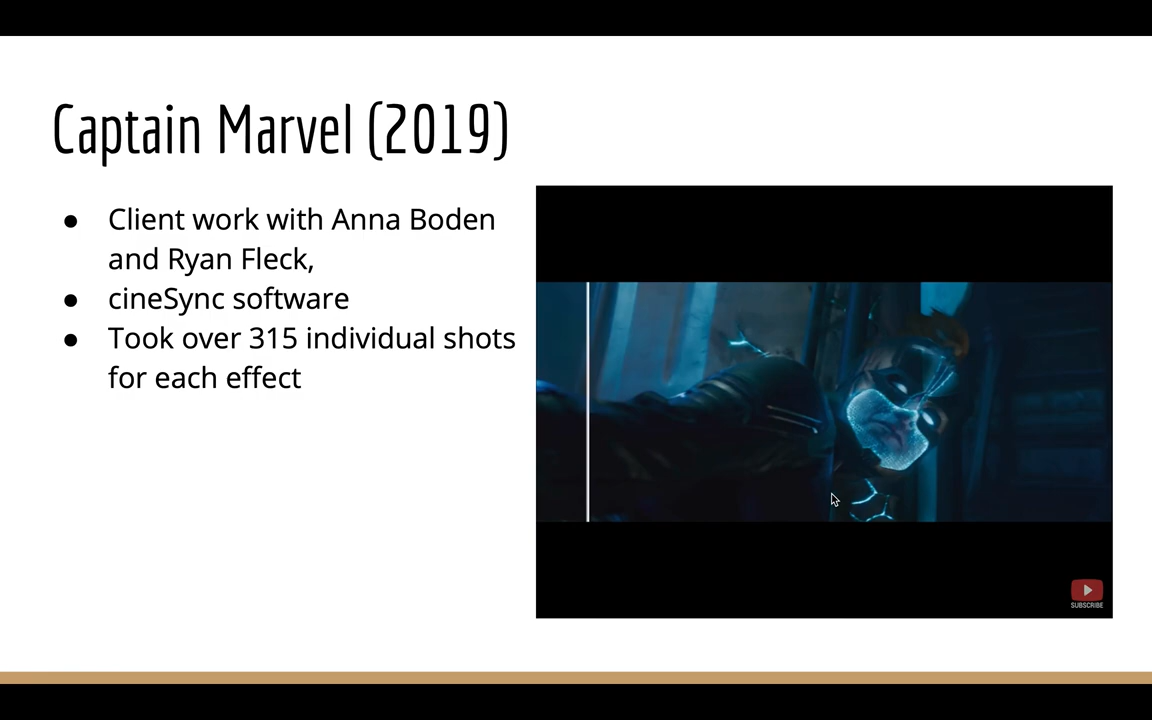 Captain Marvel (2019)
● Client work with Anna Boden
and Ryan Fleck,
● cineSync software
● Took over 315 individual shots
for each effect
SUBSCRIBE